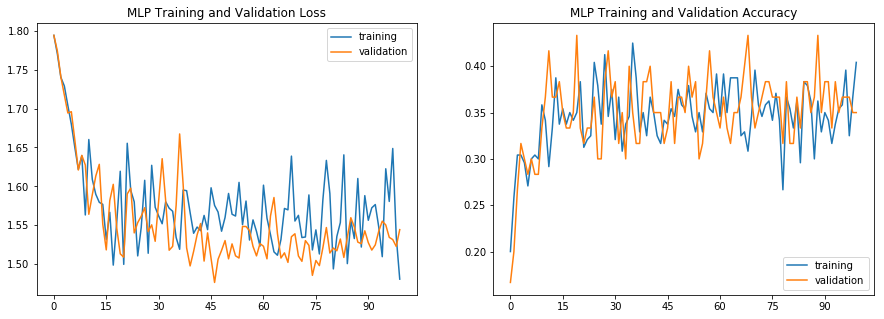 MLP Training and Validation Loss
training
validation
1.80
1.75
1.70
1.65
1.60
1.55
1.50
0 15 30 45 60 75 90
MLP Training and Validation Accuracy
0.40
0.35
0.30
0.25
0.20
training
validation
0 15 30 45 60 75 90